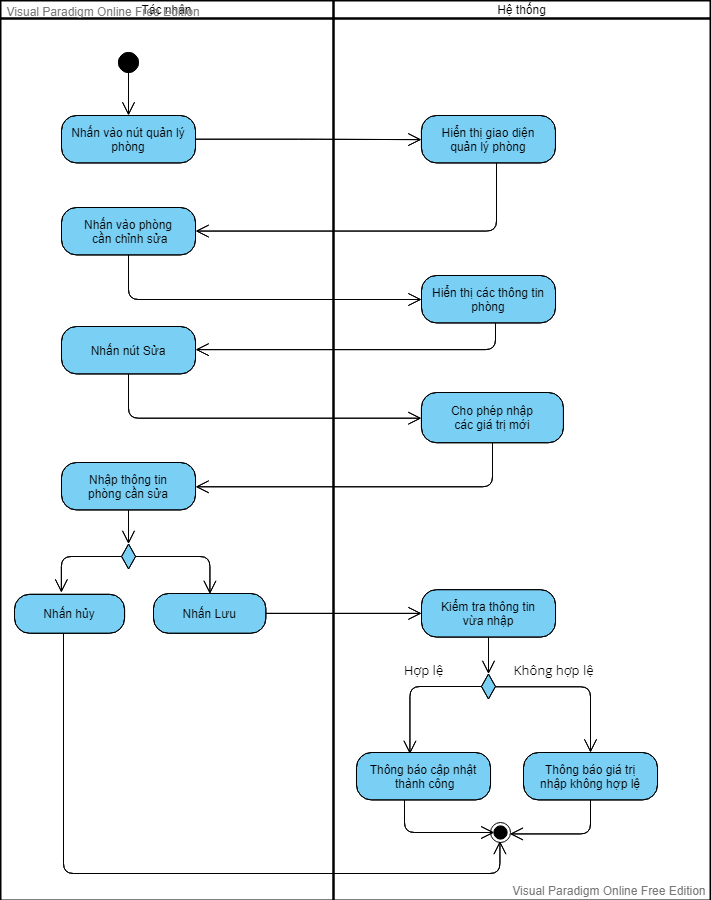 Visual Paradigm Online Free Edition
Tác nhân
Hệ thống
Nhấn vào nút quản lý
phòng
Hiển thị giao diện
quản lý phòng
Nhấn vào phòng
cần chỉnh sửa
Hiển thị các thông tin
phòng
Nhấn nút Sửa
Cho phép nhập
các giá trị mới
Nhập thông tin
phòng cần sửa
Nhấn hủy
Nhấn Lưu
Kiểm tra thông tin
vừa nhập
Hợp lệ
Không hợp lệ
Thông báo cập nhật
thành công
Thông báo giá trị
nhập không hợp lệ
Visual Paradigm Online Free Edition